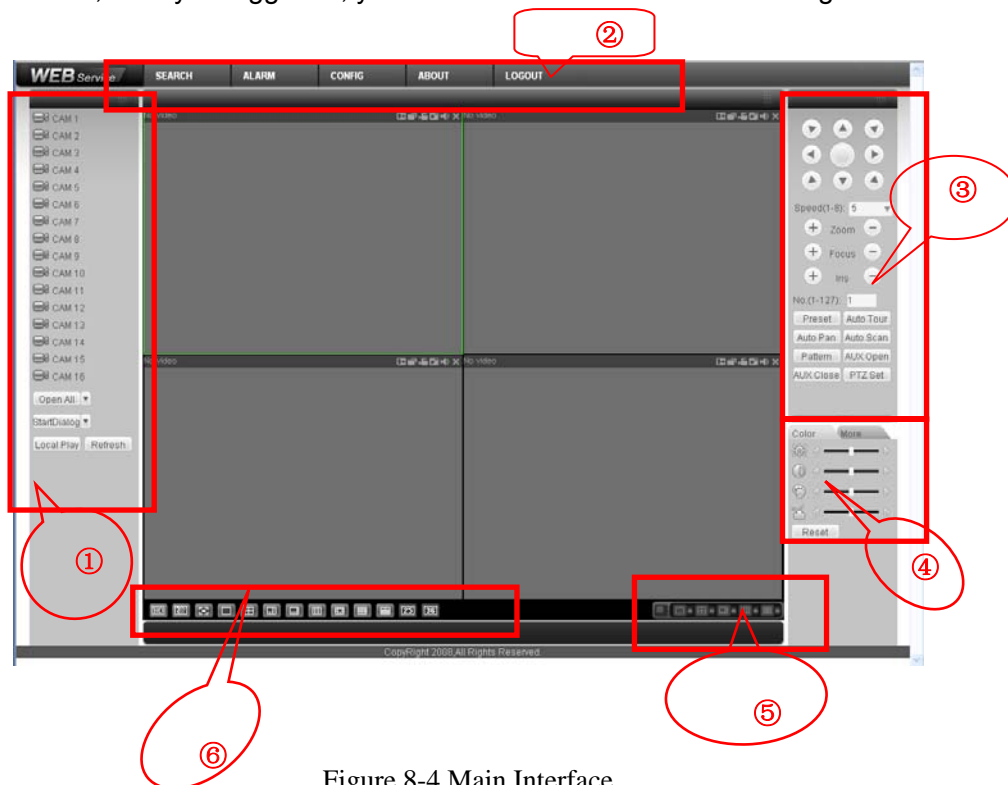 ②
WEB Service SEARCH ALARM CONFIG ABOUT LOGOUT
CAM 1
CAM 2
CAM 3
CAM 4
CAM 5
CAM 6
CAM 7
CAM 8
CAM 9
CAM 10
CAM 11
CAM 12
CAM 13
CAM 14
CAM 15
CAM 16
Open All
StartDialog
Local Play Refresh
①
No video No video
No video No video
Speed(1-8): 5
+ Zoom −
+ Focus −
+ Iris −
③
No.(1-127): 1
Preset Auto Tour
Auto Pan Auto Scan
Pattern AUX Open
AUX Close PTZ Set
Color More
Reset
④
CopyRight 2008,All Rights Reserved.
⑤
⑥
Figure 8-4 Main Interface